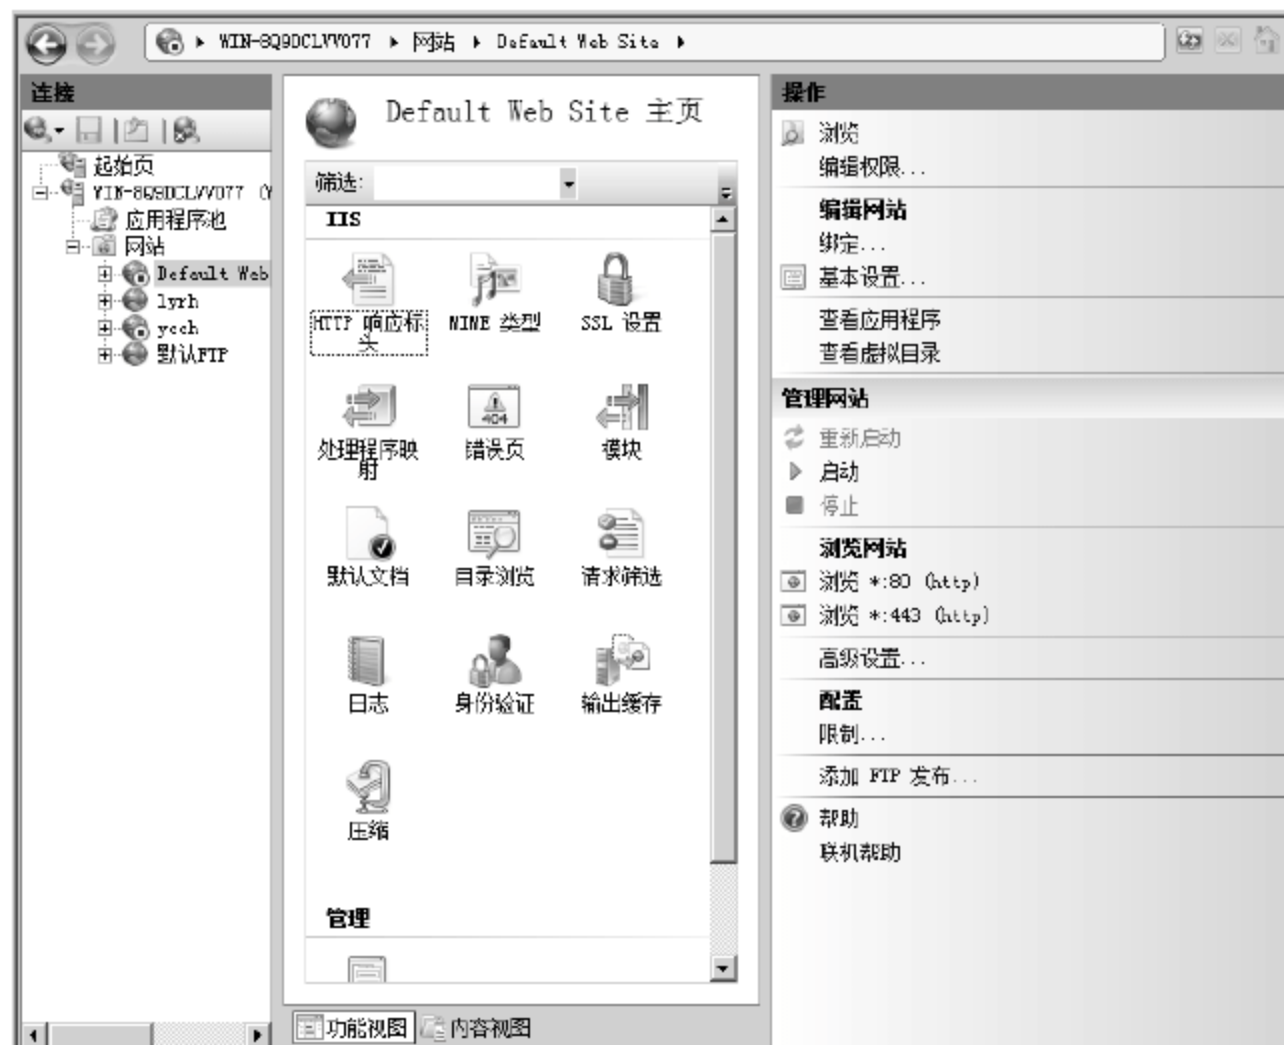 WIN-8Q9DCLVV077 ▸ 网站 ▸ Default Web Site ▸
连接
起始页
WIN-8Q9DCLVV077
应用程序池
网站
Default Web
lyrh
ycch
默认FTP
Default Web Site 主页
筛选:
IIS
HTTP 响应标头
MIME 类型
SSL 设置
处理程序映射
404
错误页
模块
默认文档
目录浏览
请求筛选
日志
身份验证
输出缓存
压缩
管理
功能视图
内容视图
操作
浏览
编辑权限...
编辑网站
绑定...
基本设置...
查看应用程序
查看虚拟目录
管理网站
重新启动
启动
停止
浏览网站
浏览 *:80 (http)
浏览 *:443 (http)
高级设置...
配置
限制...
添加 FTP 发布...
帮助
联机帮助